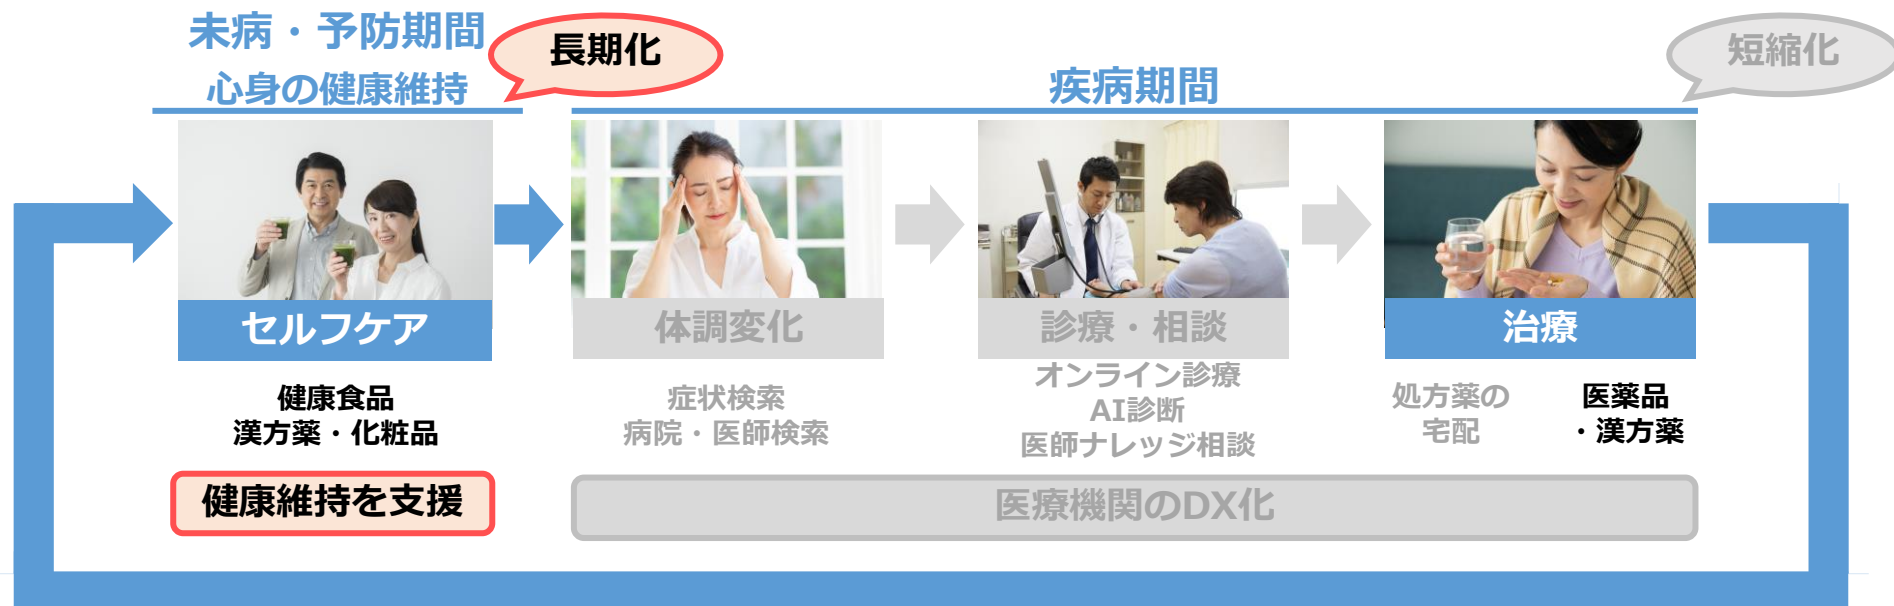 未病・予防期間
心身の健康維持
長期化
疾病期間
短縮化
セルフケア
健康食品
漢方薬・化粧品
健康維持を支援
体調変化
症状検索
病院・医師検索
診療・相談
オンライン診療
AI診断
医師ナレッジ相談
治療
処方薬の
宅配
医薬品
・漢方薬
医療機関のDX化